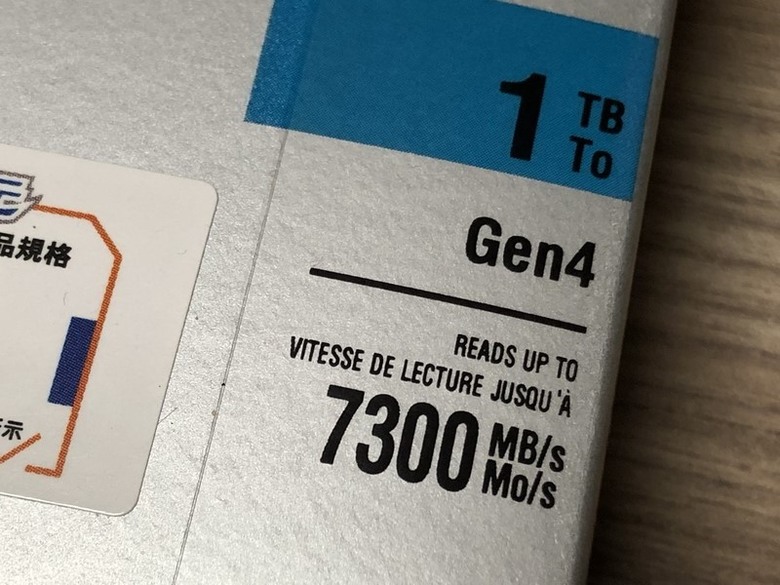 1 TB
To
Gen4
READS UP TO
VITESSE DE LECTURE JUSQU'À
7300 MB/s
Mo/s
品規格
示